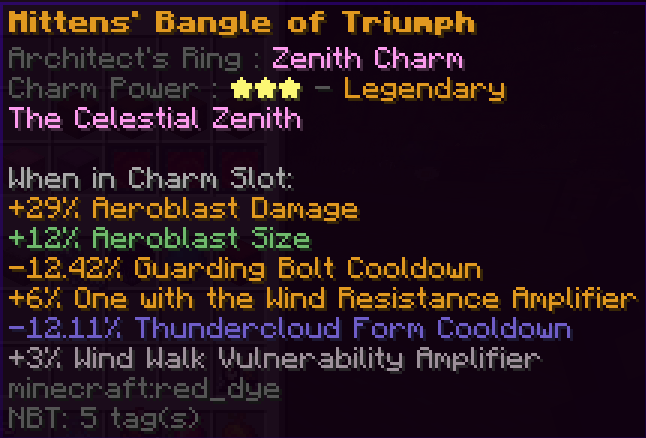 Mittens' Bangle of Triumph
Architect's Ring : Zenith Charm
Charm Power : ★★★ - Legendary
The Celestial Zenith
When in Charm Slot:
+29% Aeroblast Damage
+12% Aeroblast Size
-12.42% Guarding Bolt Cooldown
+6% One with the Wind Resistance Amplifier
-12.11% Thundercloud Form Cooldown
+3% Wind Walk Vulnerability Amplifier
minecraft:red_dye
NBT: 5 tag(s)